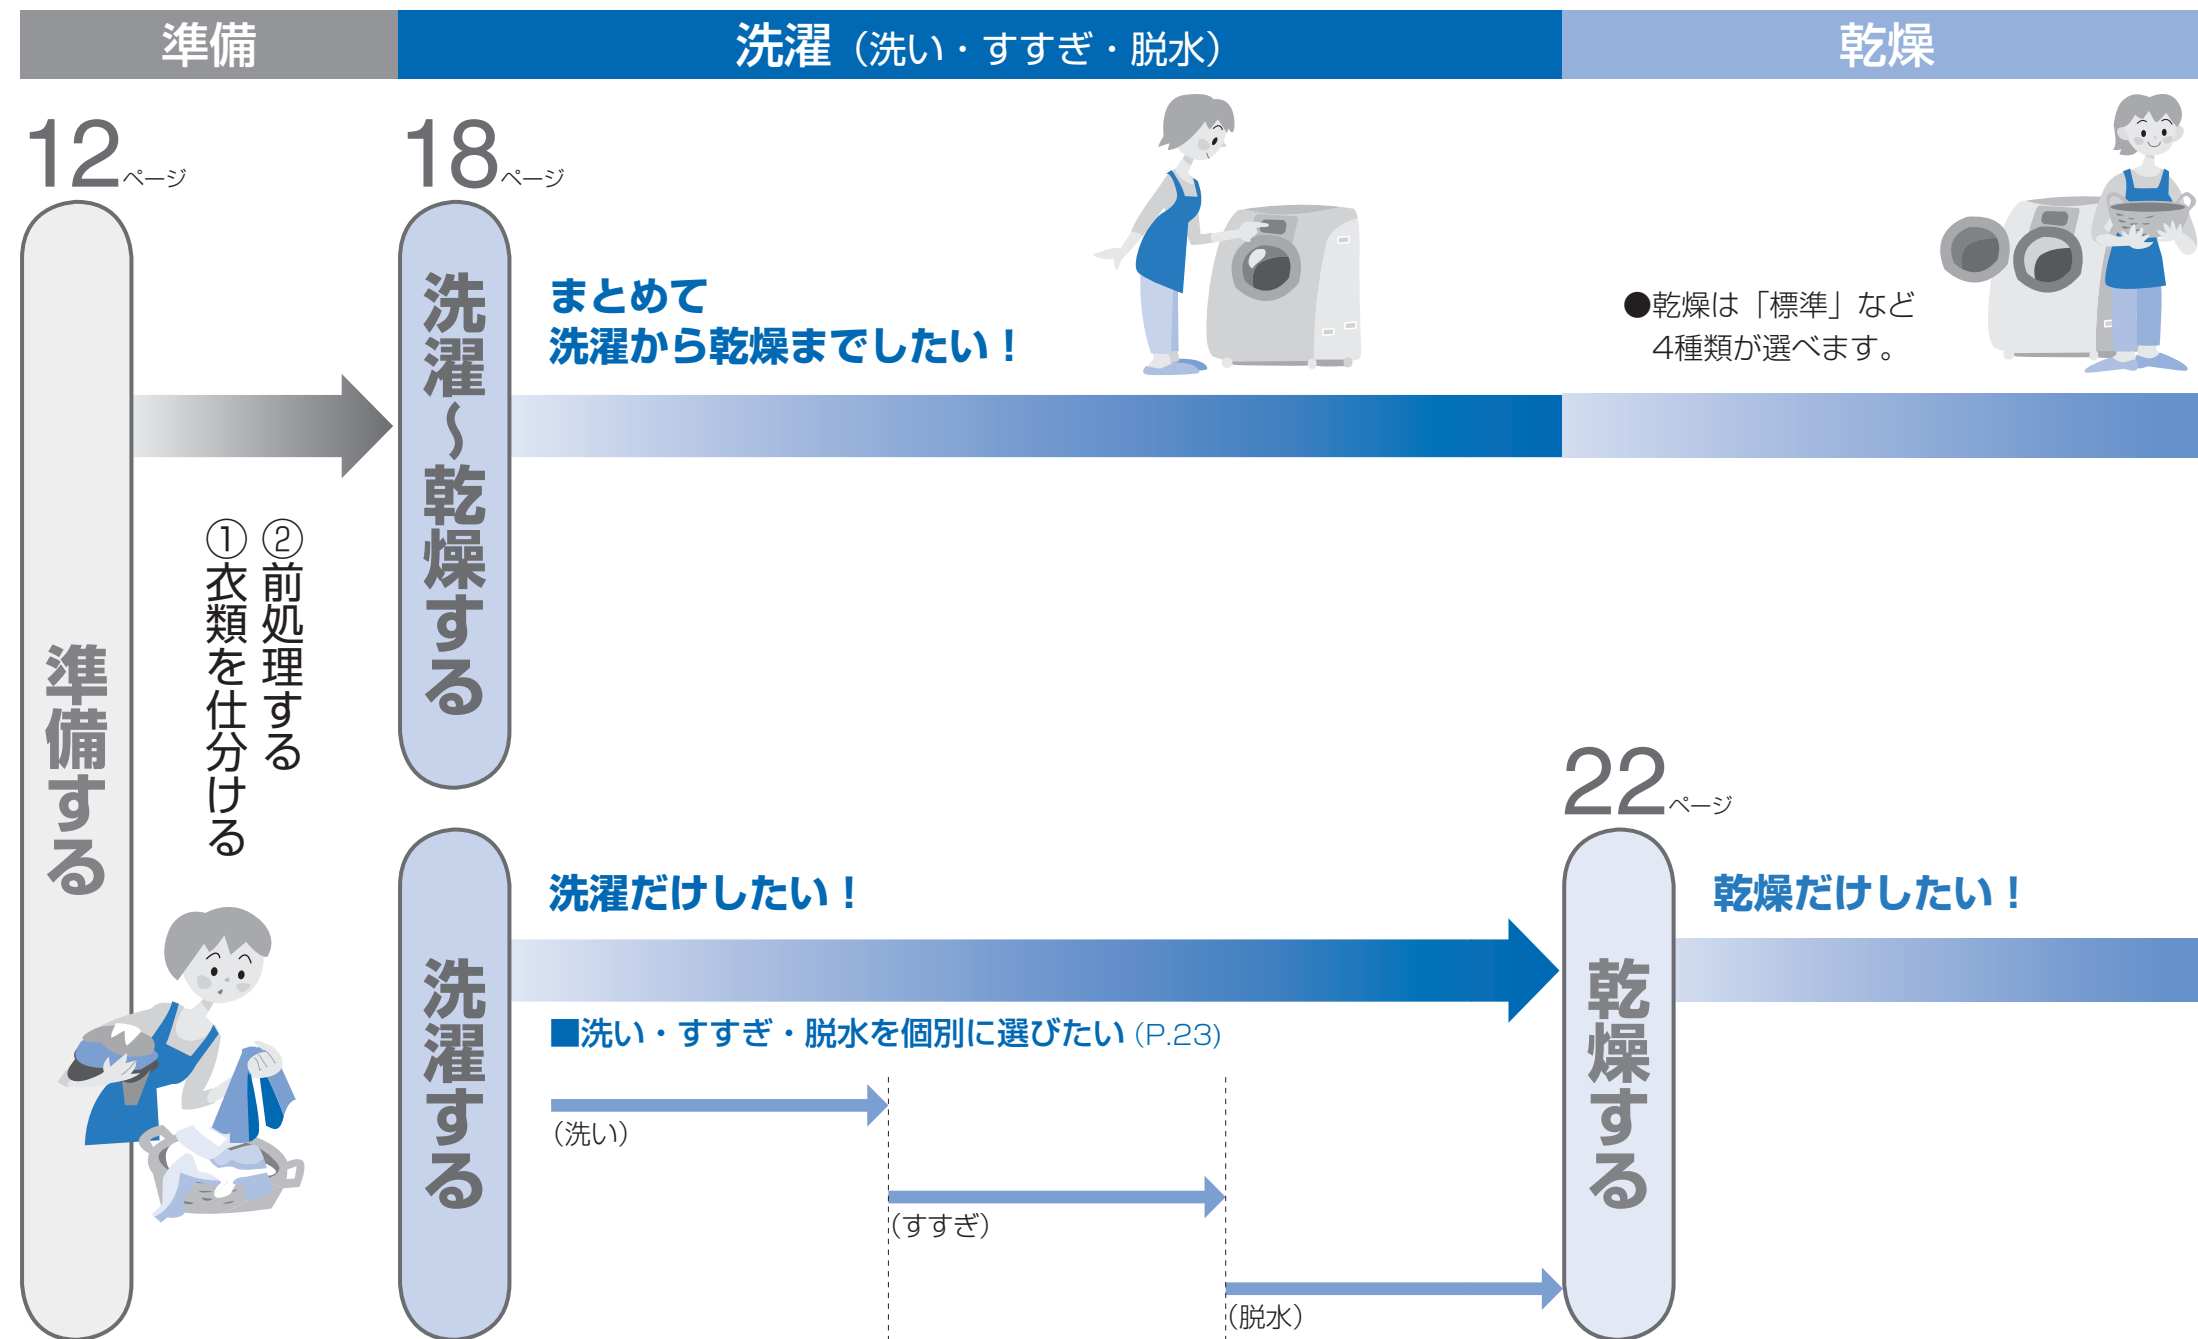 準備
洗濯（洗い・すすぎ・脱水）
乾燥
12ページ
準備する
①衣類を仕分ける
②前処理する
18ページ
洗濯～乾燥する
まとめて
洗濯から乾燥までしたい！
●乾燥は「標準」など
4種類が選べます。
洗濯する
洗濯だけしたい！
■洗い・すすぎ・脱水を個別に選びたい（P.23）
（洗い）
（すすぎ）
（脱水）
22ページ
乾燥する
乾燥だけしたい！